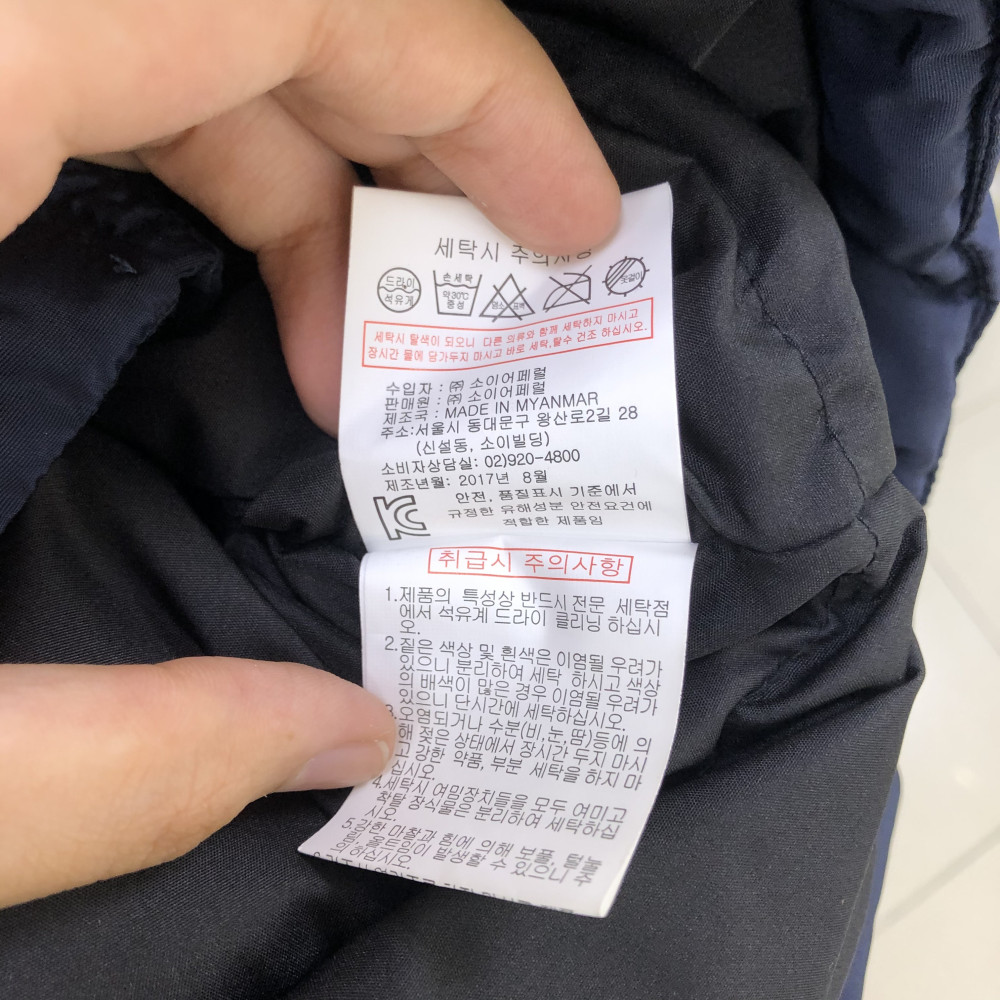 세탁시 주의사항
드라이
석유계
손세탁
약30℃
중성
염소 표백
옷걸이
세탁시 탈색이 되오니 다른 의류와 함께 세탁하지 마시고
장시간 물에 담가두지 마시고 바로 세탁,탈수 건조 하십시오.
수입자 : ㈜ 소이어페럴
판매원 : ㈜ 소이어페럴
제조국 : MADE IN MYANMAR
주소:서울시 동대문구 왕산로2길 28
(신설동, 소이빌딩)
소비자상담실: 02)920-4800
제조년월: 2017년 8월
안전, 품질표시 기준에서
규정한 유해성분 안전요건에
적합한 제품임
취급시 주의사항
1.제품의 특성상 반드시 전문 세탁점
에서 석유계 드라이 클리닝 하십시
오.
2.짙은 색상 및 흰색은 이염될 우려가
있으니 분리하여 세탁 하시고 색상
의 배색이 많은 경우 이염될 우려가
있으니 단시간에 세탁하십시오.
3.오염되거나 수분(비,눈,땀)등에 의
해 젖은 상태에서 장시간 두지 마시
고 강한 약품, 부분 세탁을 하지 마
십시오.
4.세탁시 여밈장치들을 모두 여미고
착탈 장식물은 분리하여 세탁하십
시오.
5.강한 마찰과 힘에 의해 보풀, 털뭉
침, 올트임이 발생할 수 있으니 주
의하십시오.